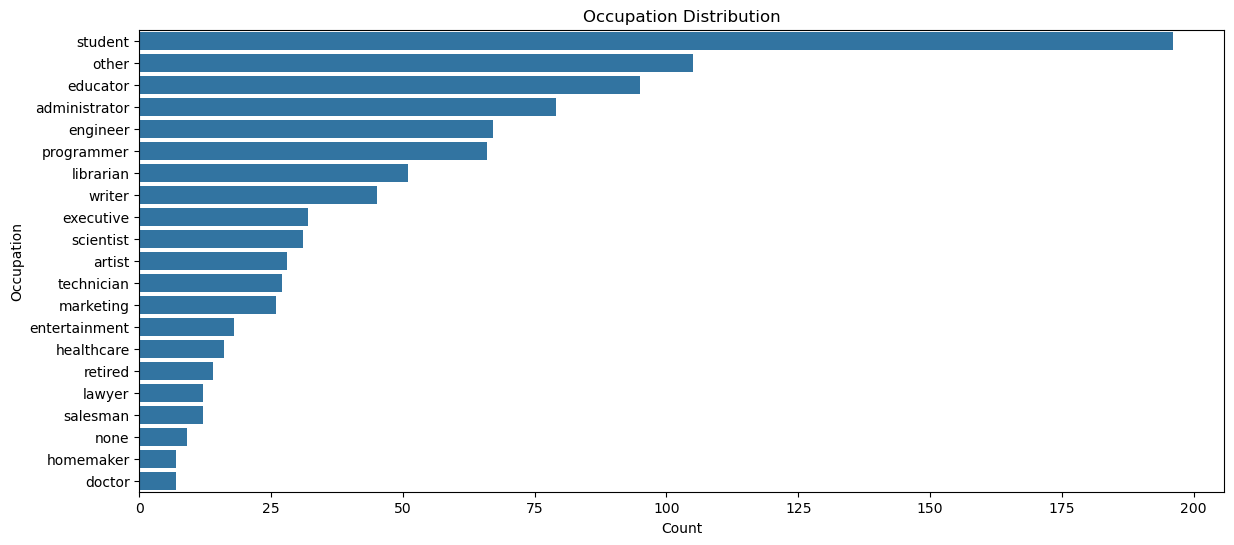 Occupation Distribution
student
other
educator
administrator
engineer
programmer
librarian
writer
executive
scientist
artist
technician
marketing
entertainment
healthcare
retired
lawyer
salesman
none
homemaker
doctor
Occupation
0 25 50 75 100 125 150 175 200
Count